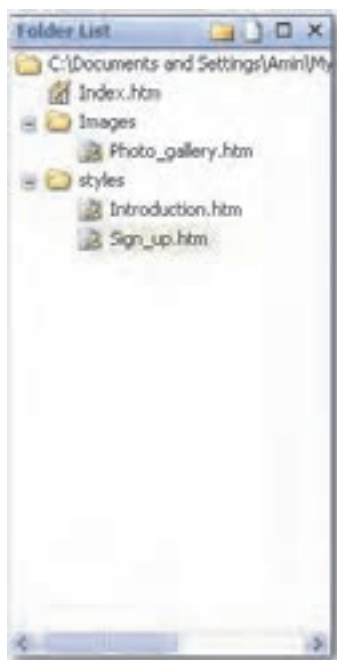 Folder List
C:\Documents and Settings\Amin\My
Index.htm
Images
Photo_gallery.htm
styles
Introduction.htm
Sign_up.htm